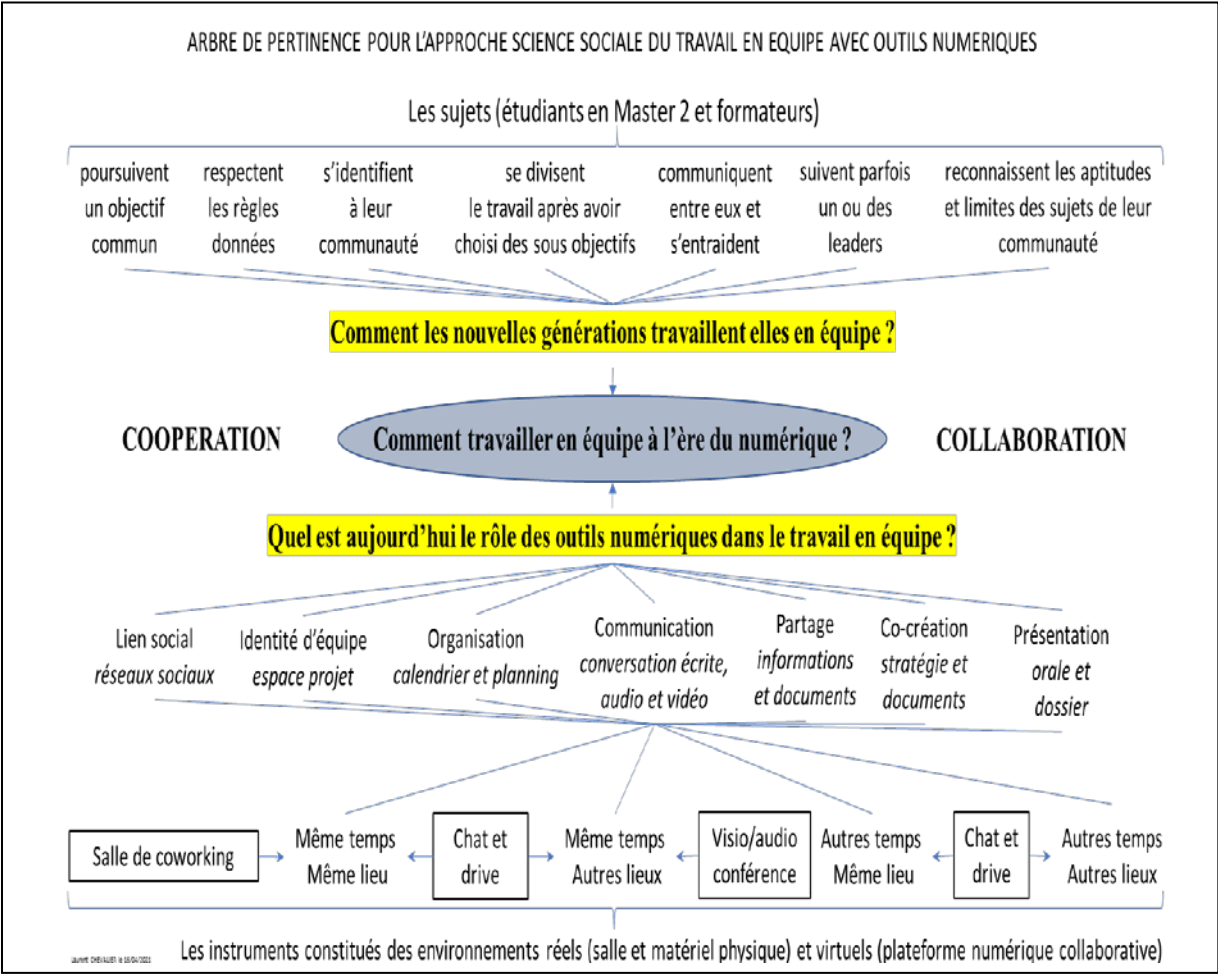 ARBRE DE PERTINENCE POUR L'APPROCHE SCIENCE SOCIALE DU TRAVAIL EN EQUIPE AVEC OUTILS NUMERIQUES
Les sujets (étudiants en Master 2 et formateurs)
poursuivent
un objectif
commun
respectent
les règles
données
s'identifient
à leur
communauté
se divisent
le travail après avoir
choisi des sous objectifs
communiquent
entre eux et
s'entraident
suivent parfois
un ou des
leaders
reconnaissent les aptitudes
et limites des sujets de leur
communauté
Comment les nouvelles générations travaillent elles en équipe ?
COOPERATION
Comment travailler en équipe à l'ère du numérique ?
COLLABORATION
Quel est aujourd'hui le rôle des outils numériques dans le travail en équipe ?
Lien social
réseaux sociaux
Identité d'équipe
espace projet
Organisation
calendrier et planning
Communication
conversation écrite,
audio et vidéo
Partage
informations
et documents
Co-création
stratégie et
documents
Présentation
orale et
dossier
Salle de coworking
Même temps
Même lieu
Chat et
drive
Même temps
Autres lieux
Visio/audio
conférence
Autres temps
Même lieu
Chat et
drive
Autres temps
Autres lieux
Les instruments constitués des environnements réels (salle et matériel physique) et virtuels (plateforme numérique collaborative)
Laurent CHEVALIER le